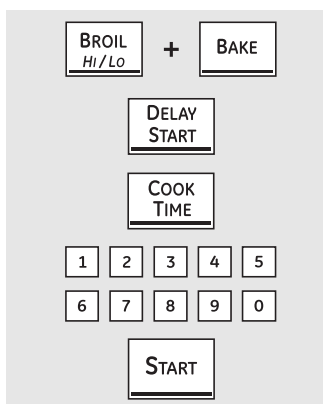 BROIL + BAKE
HI/LO
DELAY
START
COOK
TIME
1 2 3 4 5
6 7 8 9 0
START